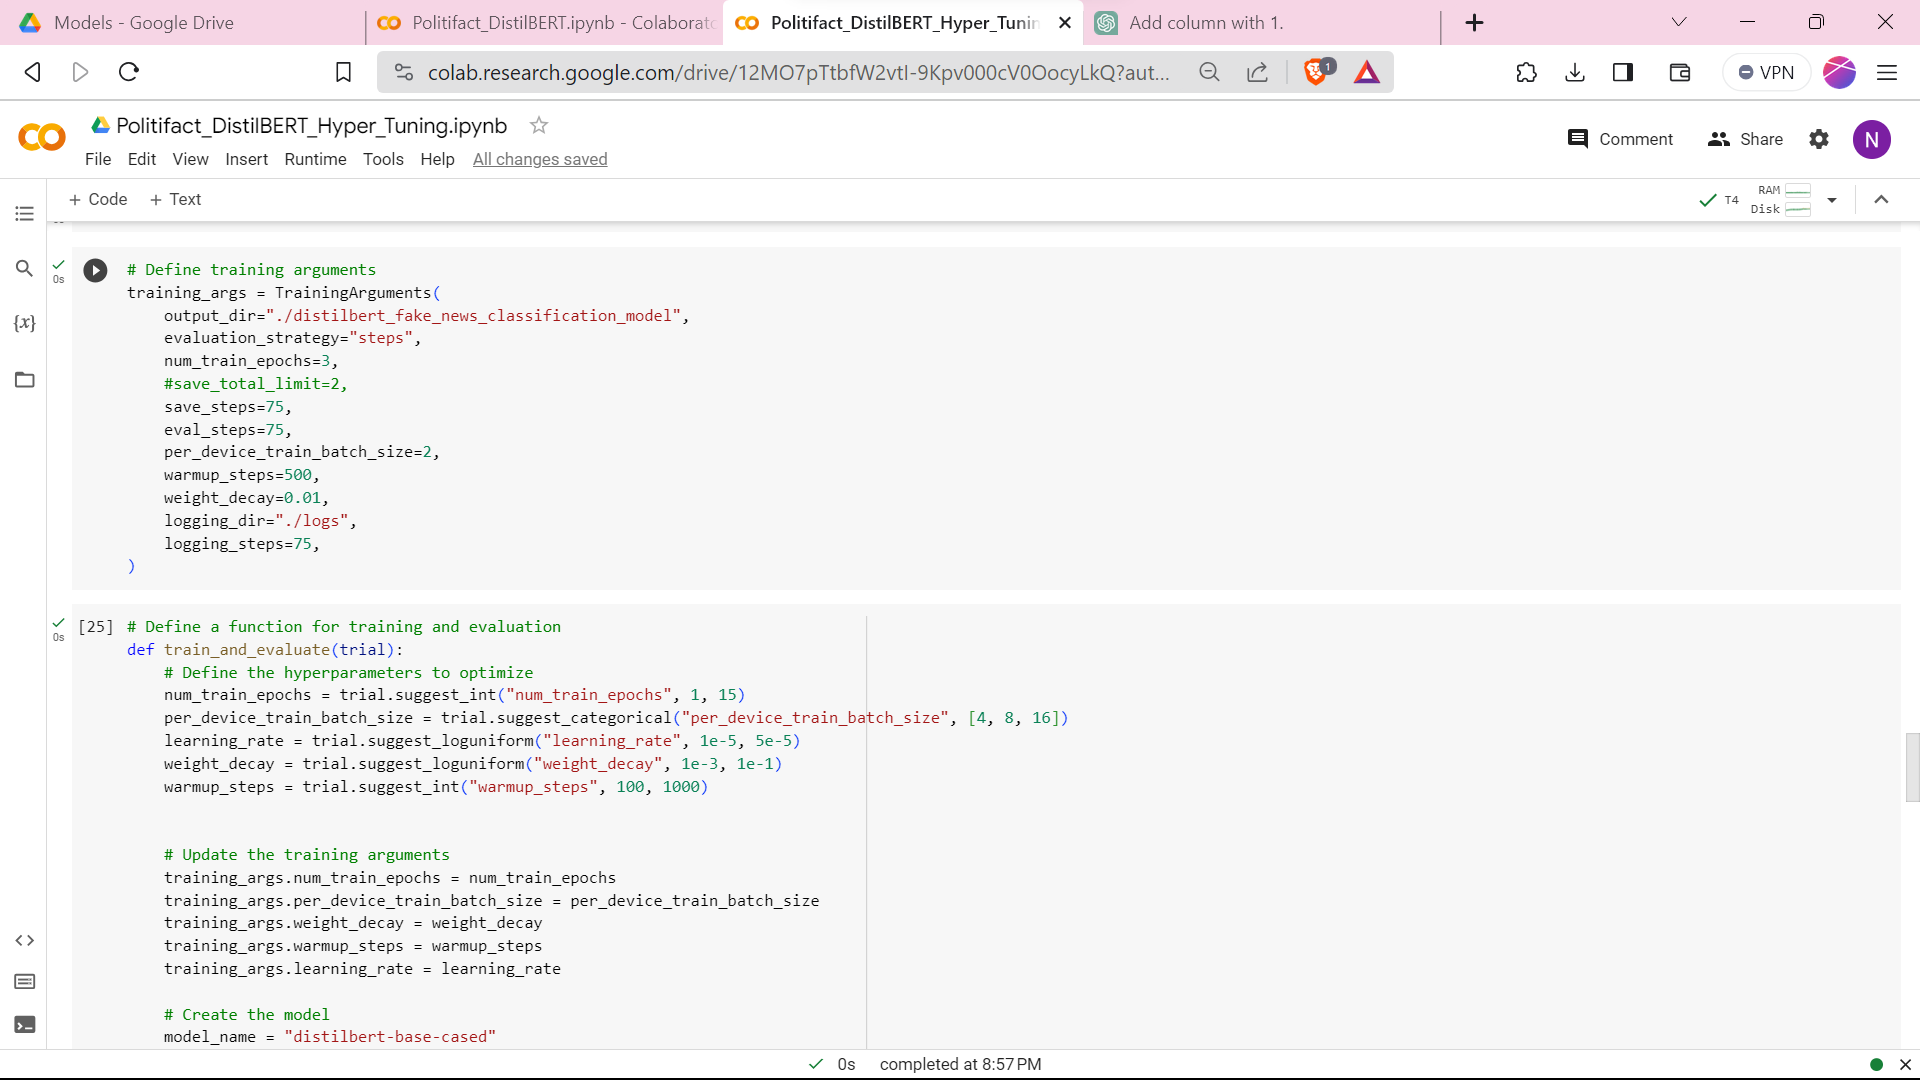 Models - Google Drive
Politifact_DistilBERT.ipynb - Colaborato
Politifact_DistilBERT_Hyper_Tunin
Add column with 1.
colab.research.google.com/drive/12MO7pTtbfW2vtI-9Kpv000cV0OocyLkQ?aut...
1
VPN
Politifact_DistilBERT_Hyper_Tuning.ipynb
Comment
Share
N
File Edit View Insert Runtime Tools Help All changes saved
+ Code + Text
T4
RAM
Disk
0s
# Define training arguments
training_args = TrainingArguments(
    output_dir="./distilbert_fake_news_classification_model",
    evaluation_strategy="steps",
    num_train_epochs=3,
    #save_total_limit=2,
    save_steps=75,
    eval_steps=75,
    per_device_train_batch_size=2,
    warmup_steps=500,
    weight_decay=0.01,
    logging_dir="./logs",
    logging_steps=75,
)
0s
[25] # Define a function for training and evaluation
def train_and_evaluate(trial):
    # Define the hyperparameters to optimize
    num_train_epochs = trial.suggest_int("num_train_epochs", 1, 15)
    per_device_train_batch_size = trial.suggest_categorical("per_device_train_batch_size", [4, 8, 16])
    learning_rate = trial.suggest_loguniform("learning_rate", 1e-5, 5e-5)
    weight_decay = trial.suggest_loguniform("weight_decay", 1e-3, 1e-1)
    warmup_steps = trial.suggest_int("warmup_steps", 100, 1000)
    # Update the training arguments
    training_args.num_train_epochs = num_train_epochs
    training_args.per_device_train_batch_size = per_device_train_batch_size
    training_args.weight_decay = weight_decay
    training_args.warmup_steps = warmup_steps
    training_args.learning_rate = learning_rate
    # Create the model
    model_name = "distilbert-base-cased"
{x}
0s completed at 8:57 PM